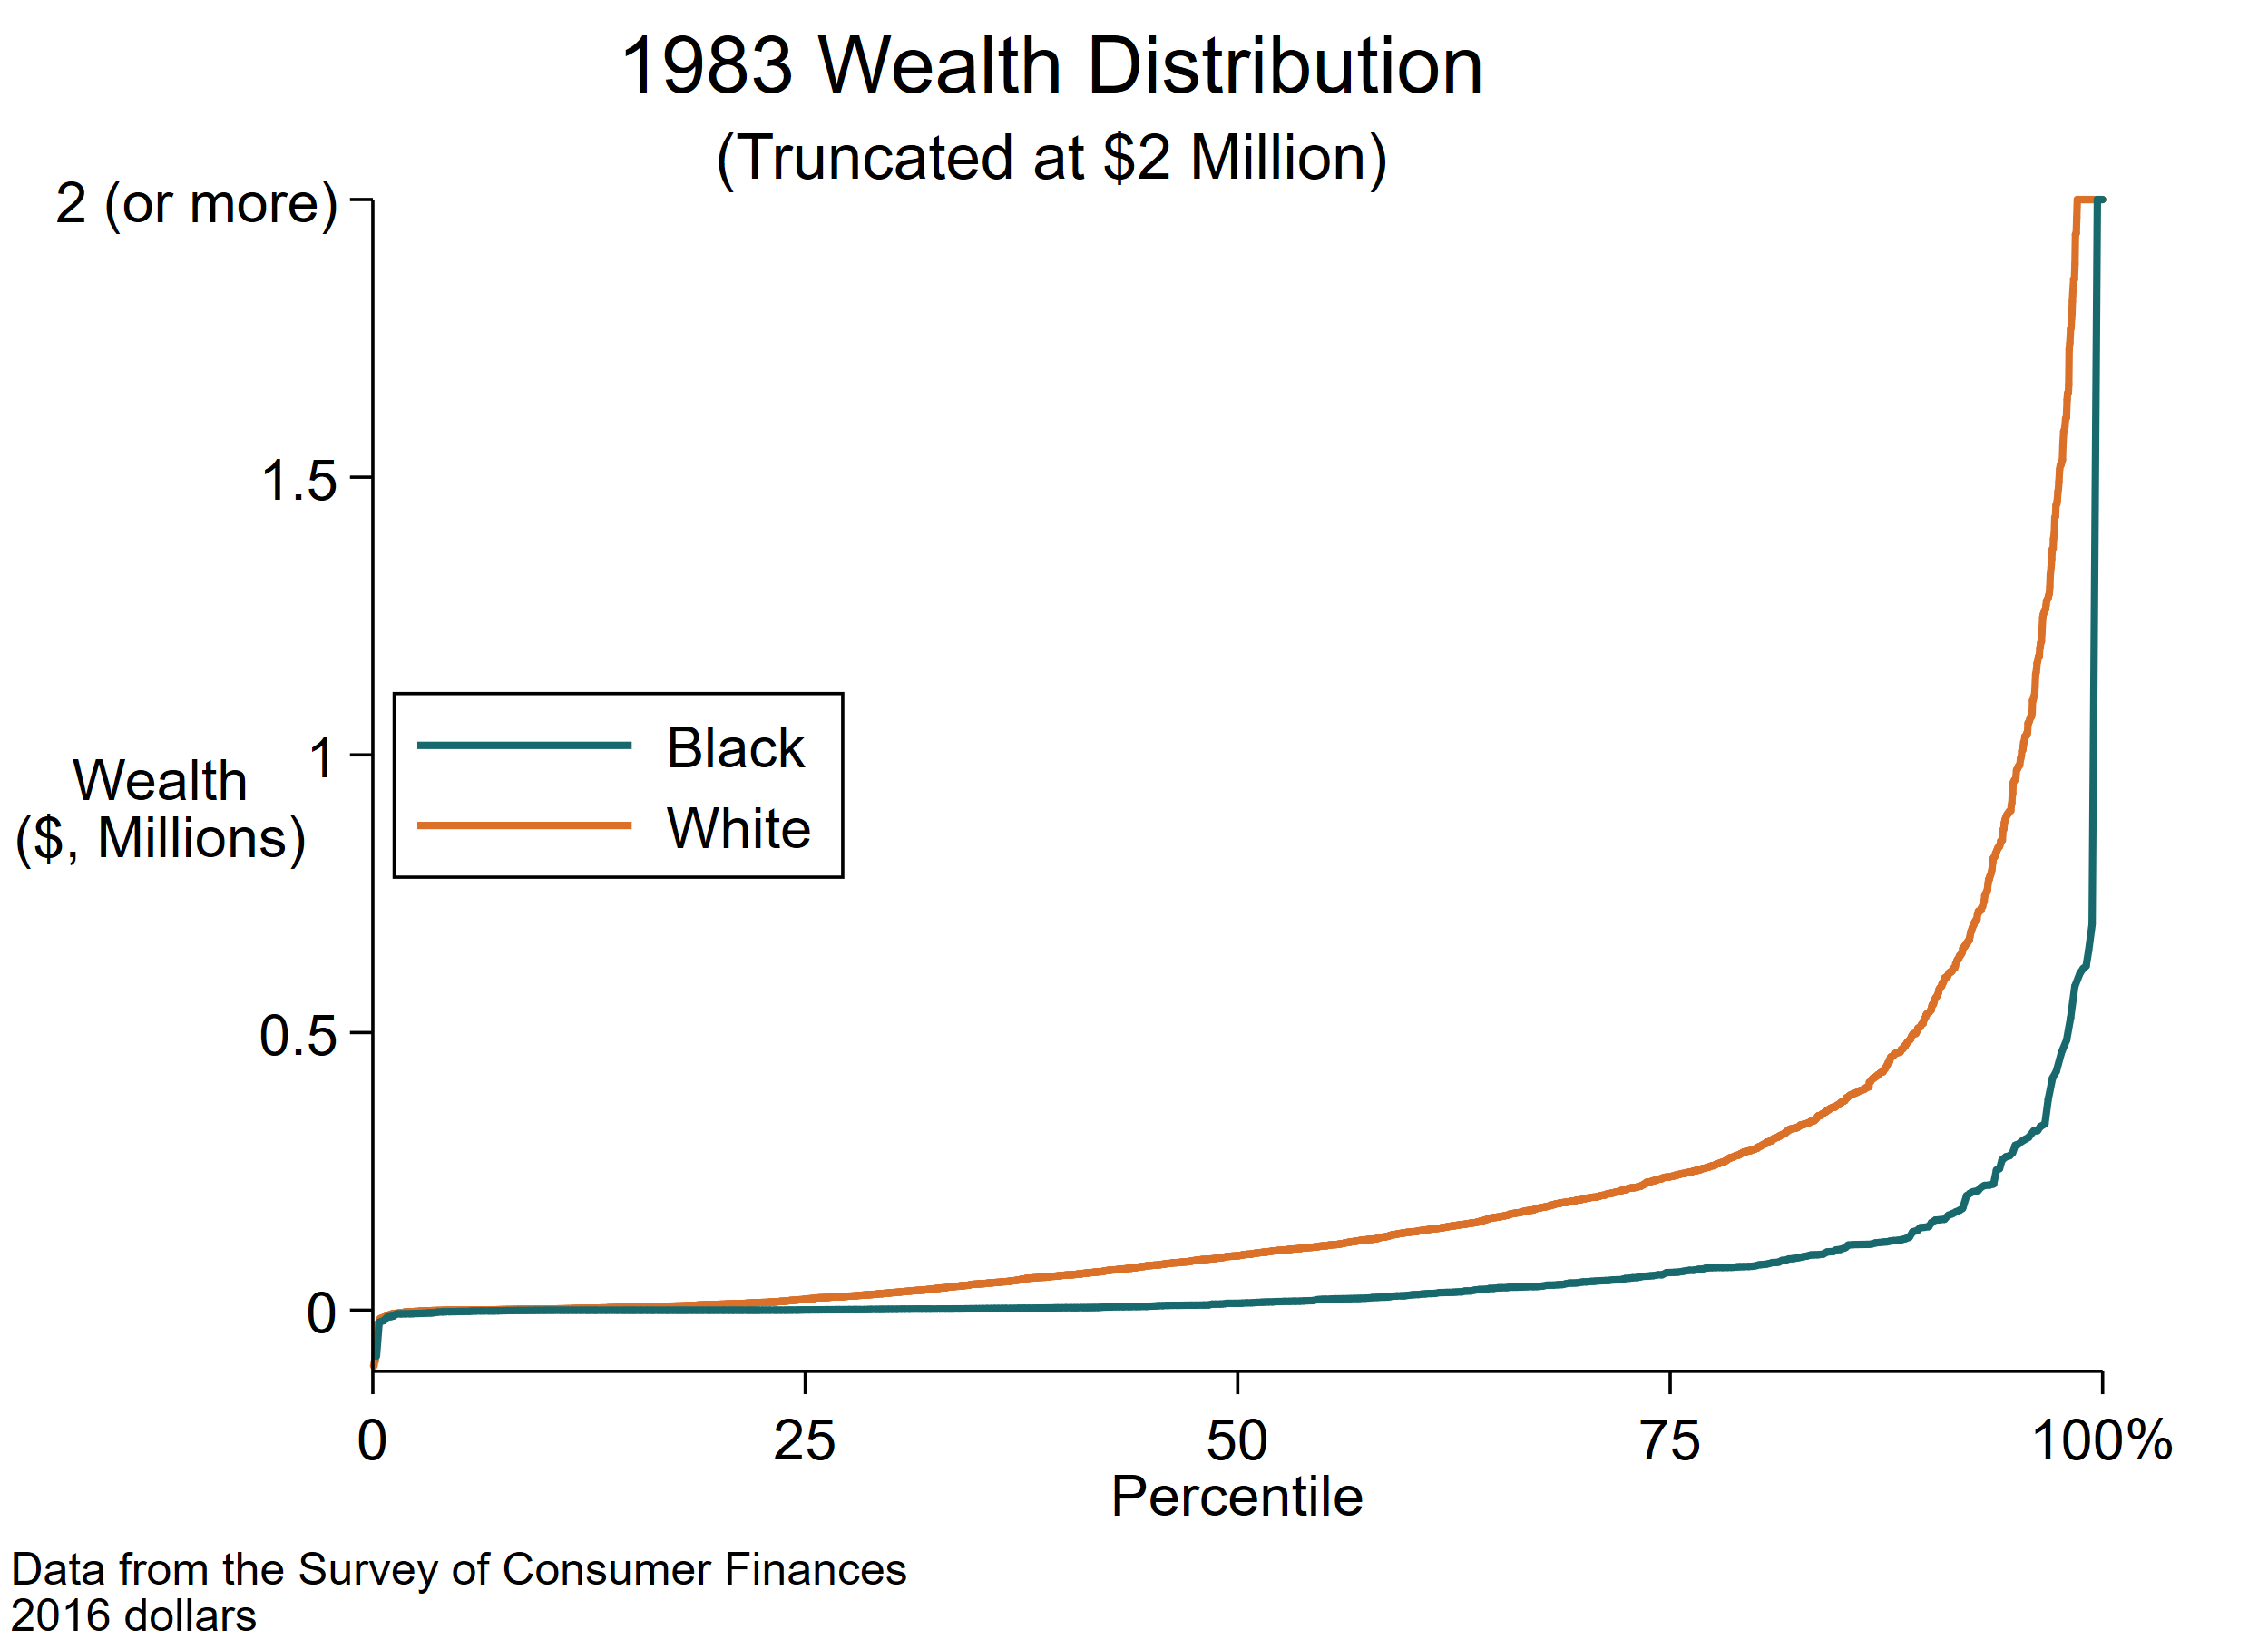 1983 Wealth Distribution
(Truncated at $2 Million)
2 (or more)
1.5
1
0.5
0
Wealth
($, Millions)
Black
White
0 25 50 75 100%
Percentile
Data from the Survey of Consumer Finances
2016 dollars